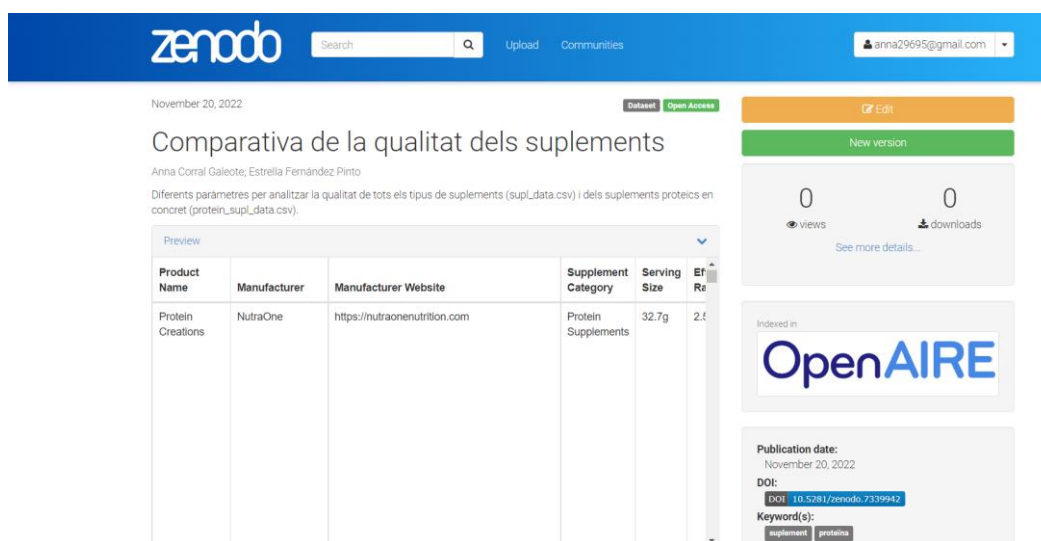 zenodo Search Upload Communities anna29695@gmail.com
November 20, 2022 Dataset Open Access
Comparativa de la qualitat dels suplements
Anna Corral Galeote; Estrella Fernández Pinto
Diferents paràmetres per analitzar la qualitat de tots els tipus de suplements (supl_data.csv) i dels suplements proteics en
concret (protein_supl_data.csv).
Preview
Product Name Manufacturer Manufacturer Website Supplement Category Serving Size
Protein Creations NutraOne https://nutraonenutrition.com Protein Supplements 32.7g
Edit
New version
0 0
views downloads
See more details...
Indexed in
OpenAIRE
Publication date:
November 20, 2022
DOI:
DOI 10.5281/zenodo.7339942
Keyword(s):
suplement proteïna